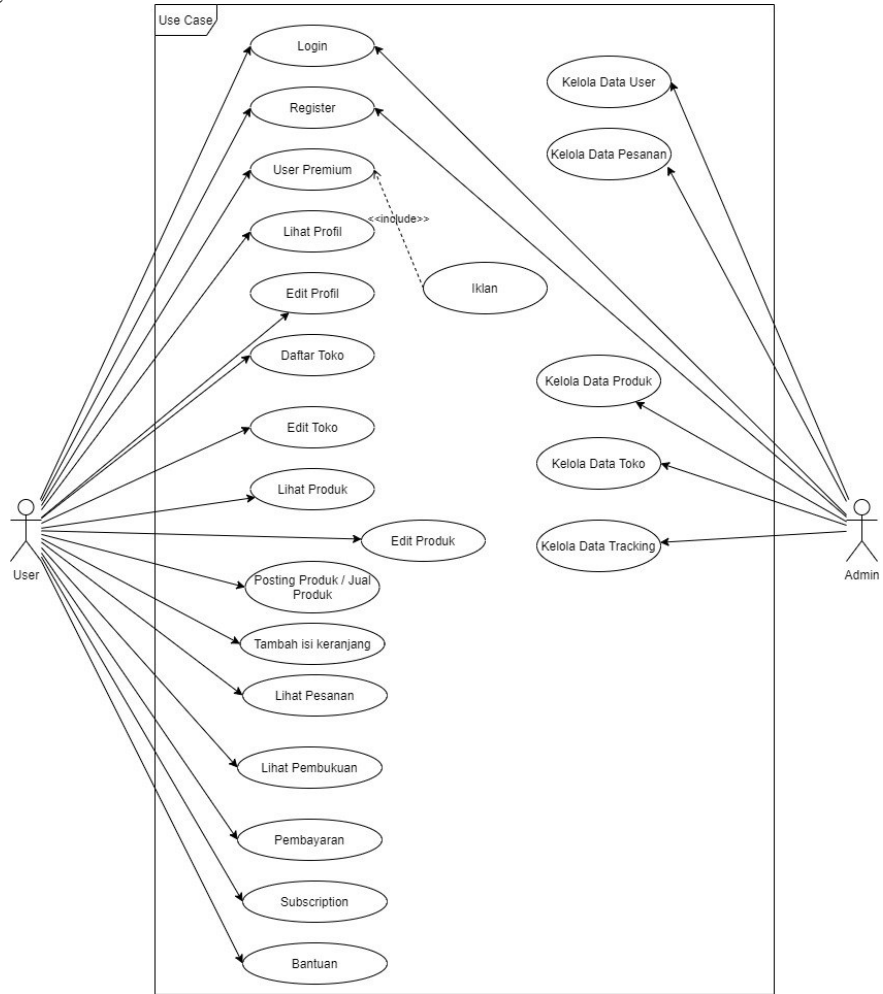 Use Case
Login
Kelola Data User
Register
Kelola Data Pesanan
User Premium
<<include>>
Lihat Profil
Edit Profil
Iklan
Daftar Toko
Kelola Data Produk
Edit Toko
Kelola Data Toko
Lihat Produk
Edit Produk
Kelola Data Tracking
User
Admin
Posting Produk / Jual
Produk
Tambah isi keranjang
Lihat Pesanan
Lihat Pembukuan
Pembayaran
Subscription
Bantuan